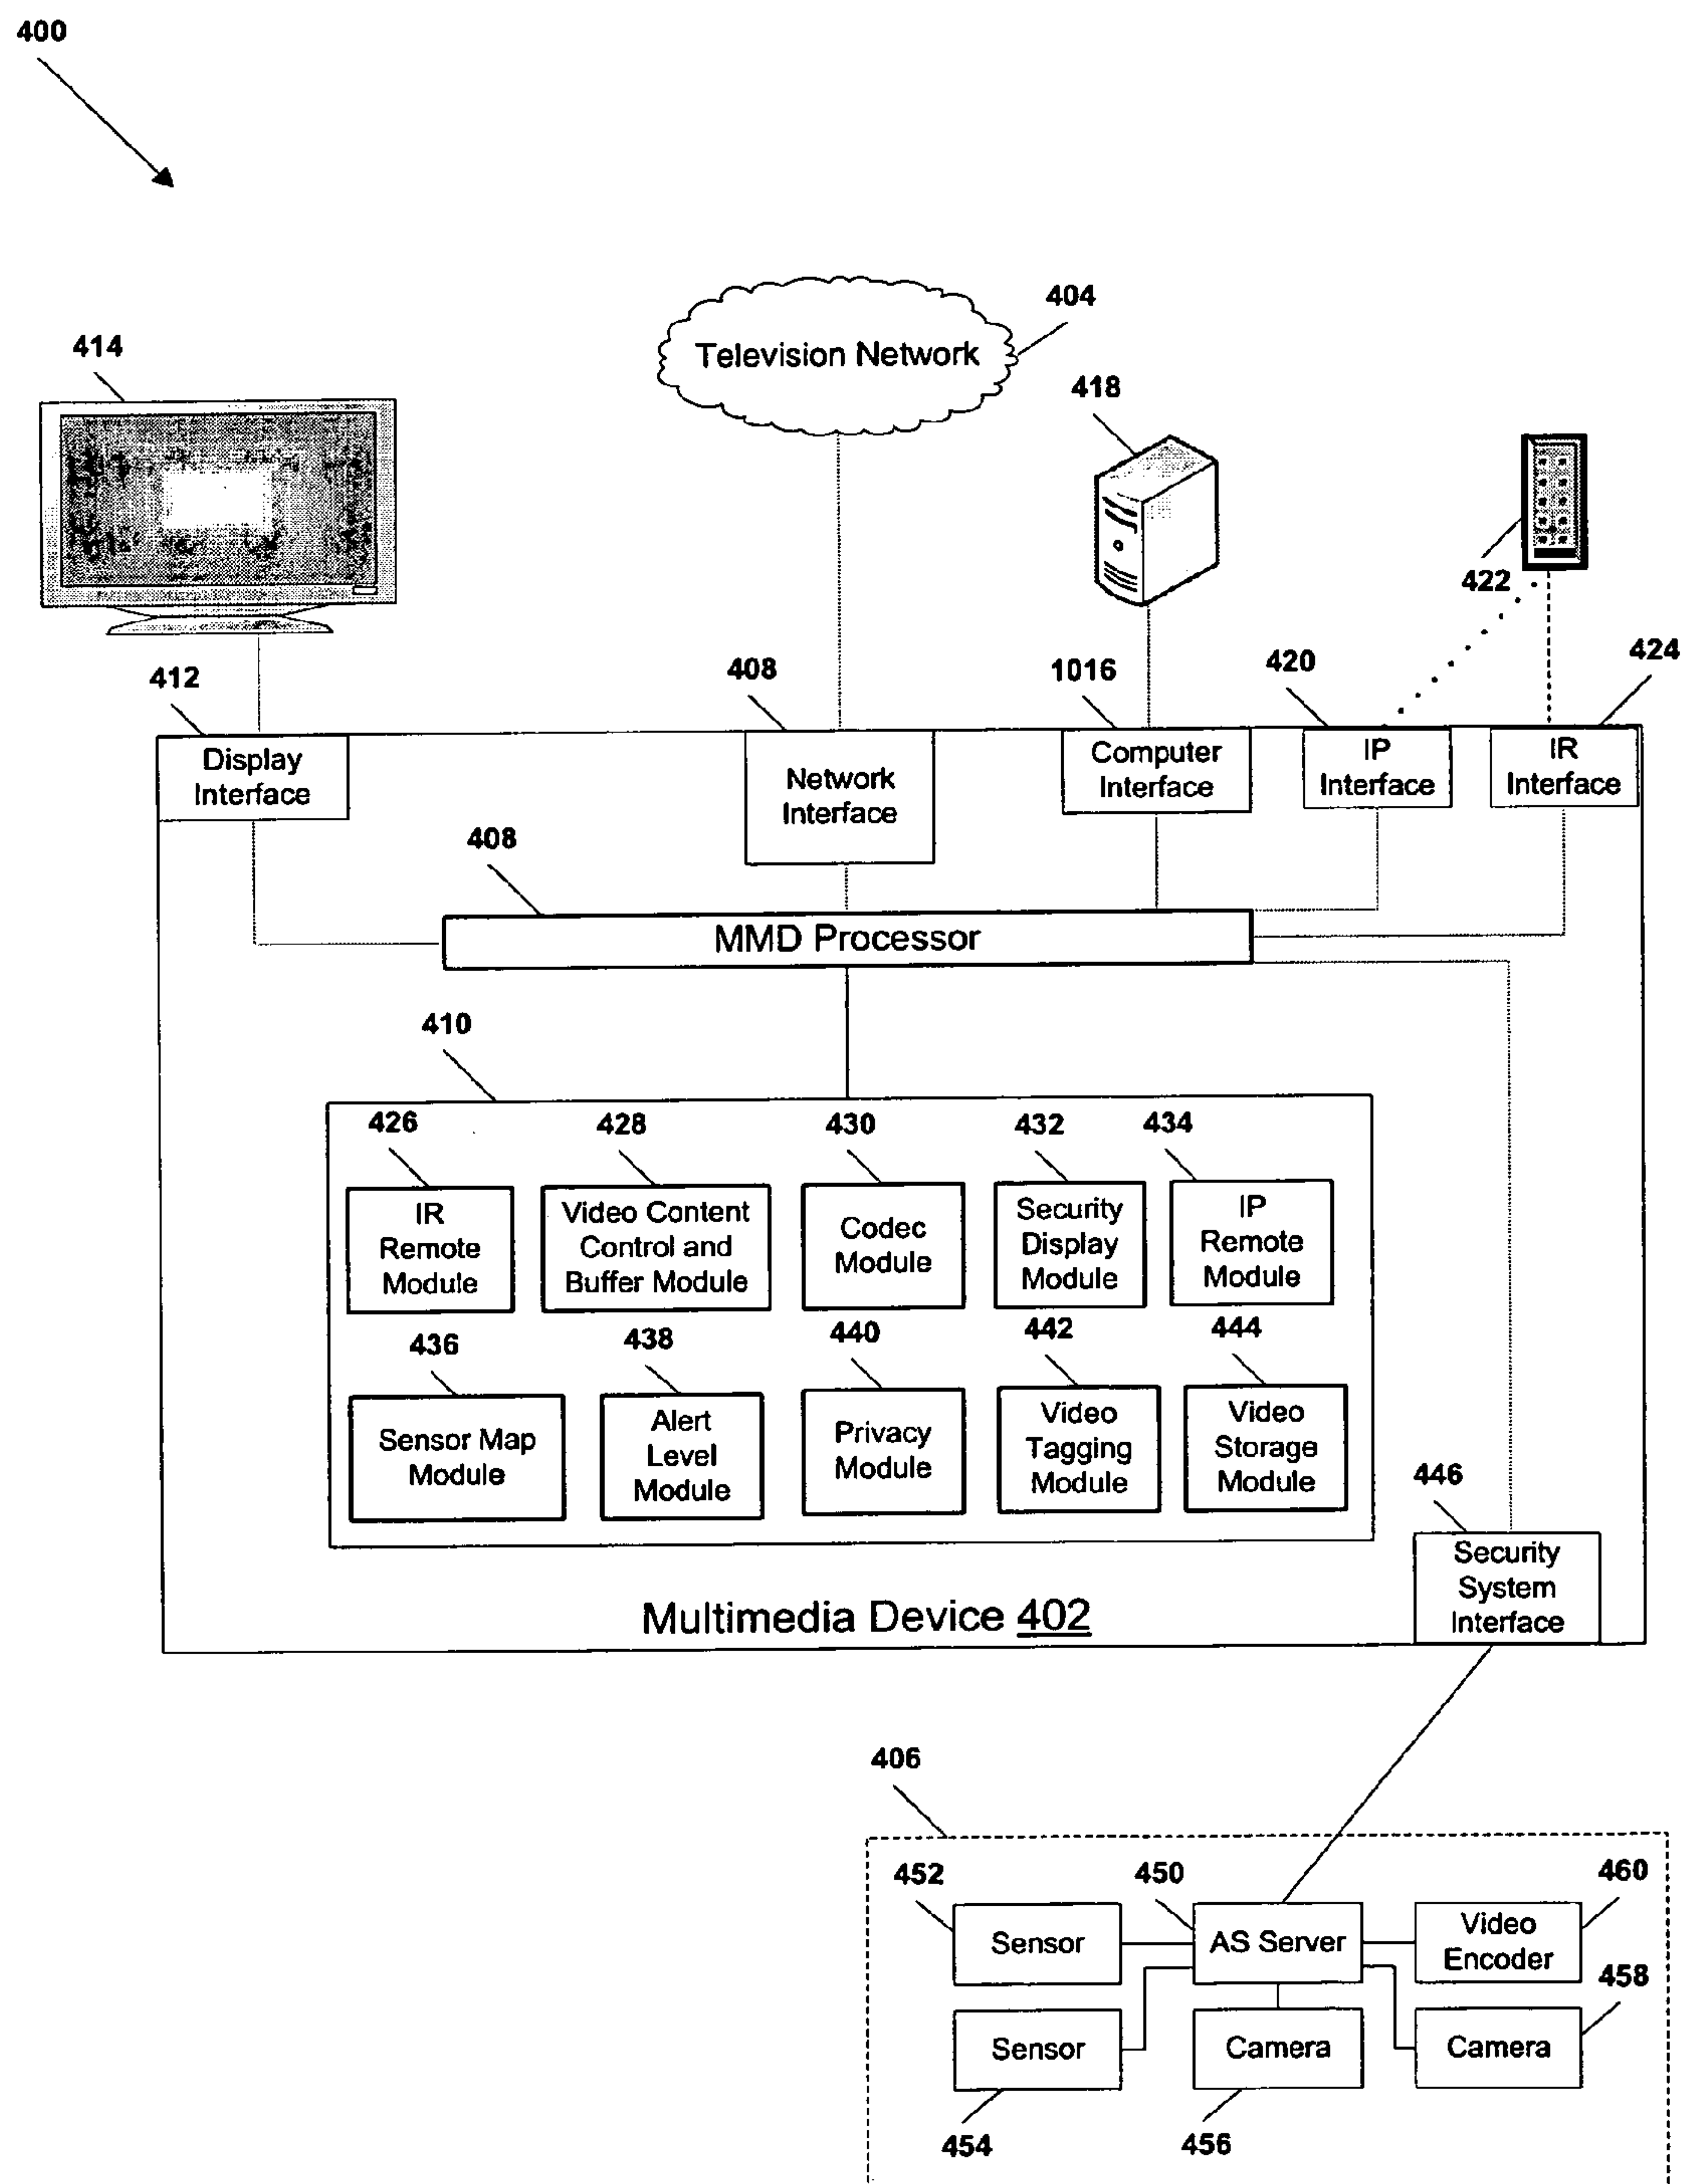 400
404
Television Network
414
418
422
412
408
1016
420
424
Display
Interface
Network
Interface
Computer
Interface
IP
Interface
IR
Interface
408
MMD Processor
410
426
428
430
432
434
IR
Remote
Module
Video Content
Control and
Buffer Module
Codec
Module
Security
Display
Module
IP
Remote
Module
436
438
440
442
444
Sensor Map
Module
Alert
Level
Module
Privacy
Module
Video
Tagging
Module
Video
Storage
Module
446
Security
System
Interface
Multimedia Device 402
406
452
450
460
Sensor
AS Server
Video
Encoder
458
Sensor
Camera
Camera
454
456